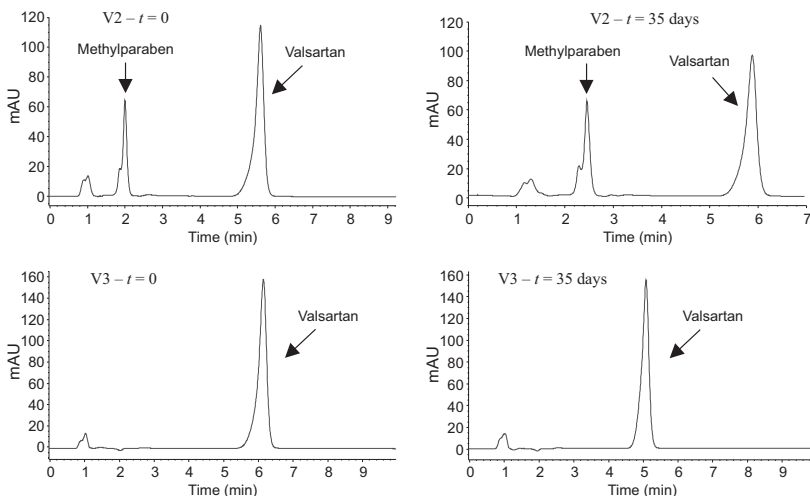 V2 – t = 0
120
100
80
60
40
20
0
mAU
Methylparaben
Valsartan
0 1 2 3 4 5 6 7 8 9
Time (min)
V2 – t = 35 days
120
100
80
60
40
20
0
mAU
Methylparaben
Valsartan
0 1 2 3 4 5 6 7
Time (min)
V3 – t = 0
160
140
120
100
80
60
40
20
0
mAU
Valsartan
0 1 2 3 4 5 6 7 8 9
Time (min)
V3 – t = 35 days
160
140
120
100
80
60
40
20
0
mAU
Valsartan
0 1 2 3 4 5 6 7 8 9
Time (min)